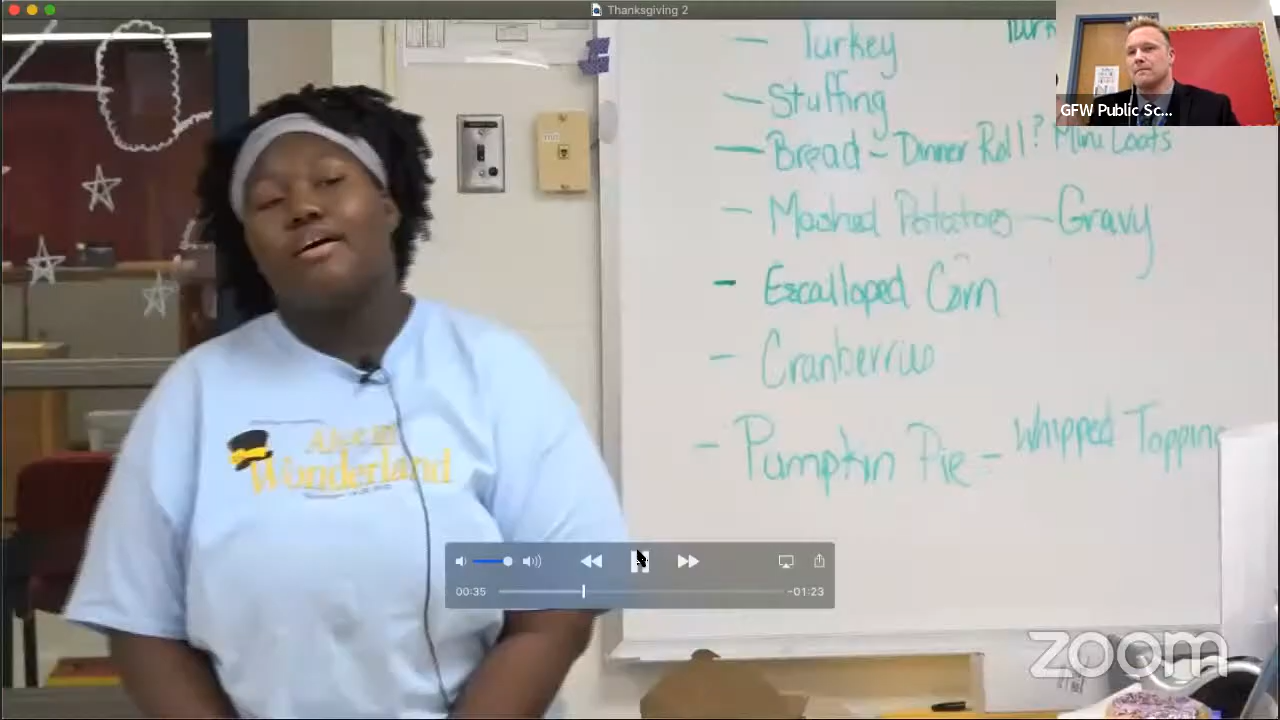 Thanksgiving 2
Turkey
GFW Public Sc...
- Stuffing
- Bread - Dinner Roll? Mini Loafs
- Mashed Potatoes - Gravy
- Escalloped Corn
- Cranberries
- Pumpkin Pie - Whipped Topping
Alice in
Wonderland
00:35
-01:23
zoom